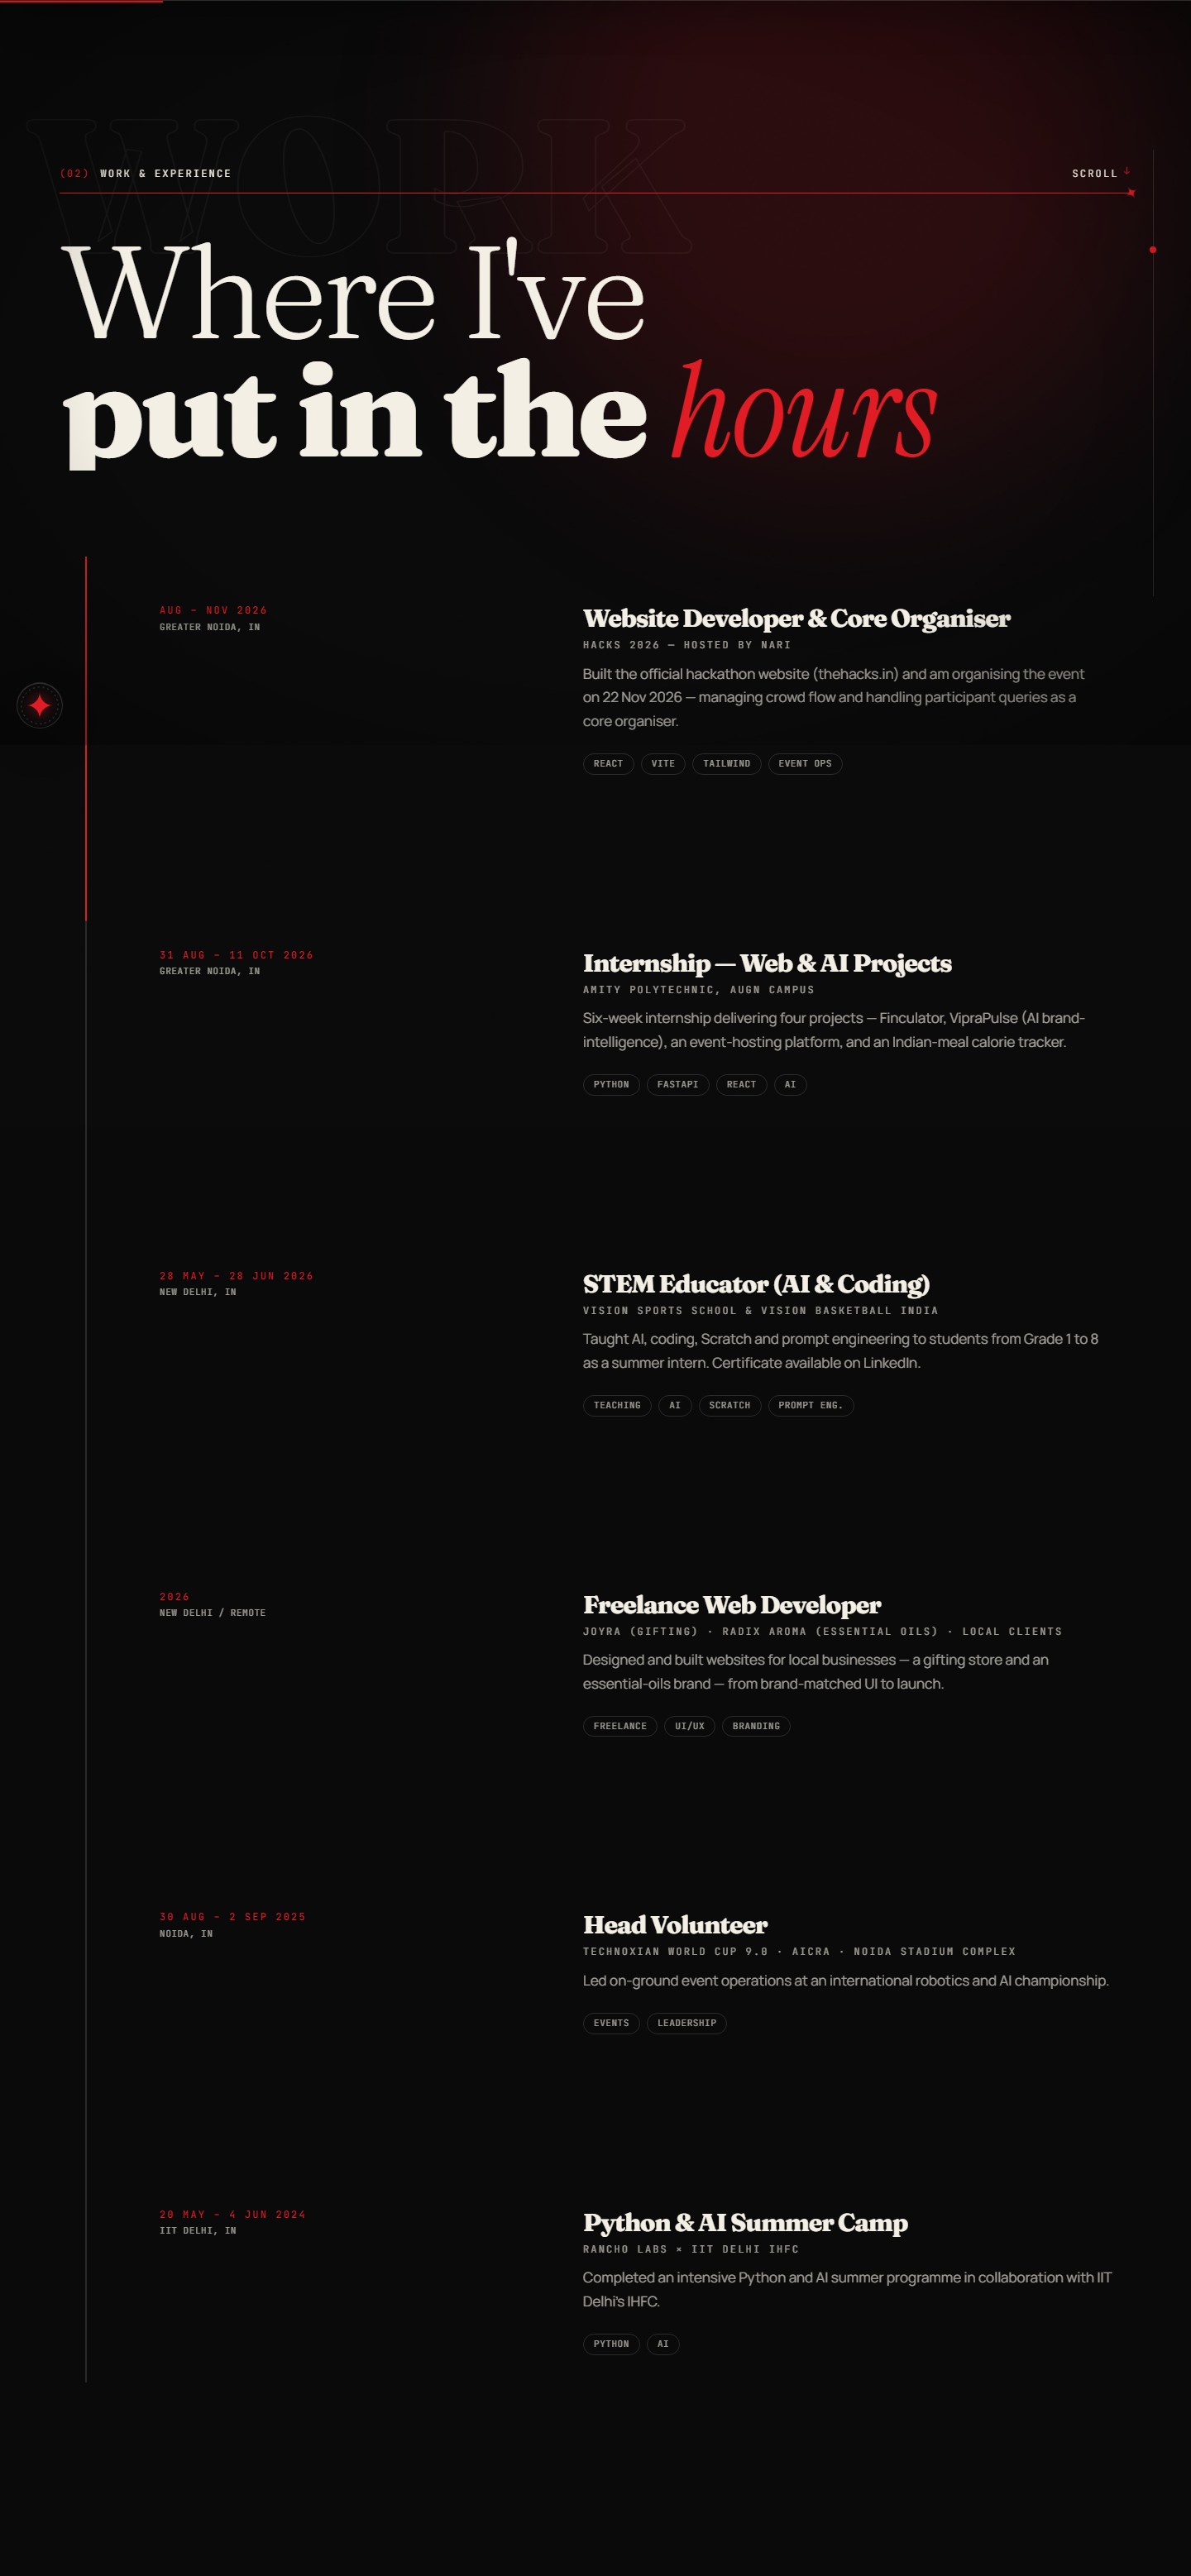 WORK
(02) WORK & EXPERIENCE
SCROLL ↓
Where I've
put in the hours
AUG – NOV 2026
GREATER NOIDA, IN
Website Developer & Core Organiser
HACKS 2026 — HOSTED BY NARI
Built the official hackathon website (thehacks.in) and am organising the event
on 22 Nov 2026 — managing crowd flow and handling participant queries as a
core organiser.
REACT VITE TAILWIND EVENT OPS
31 AUG – 11 OCT 2026
GREATER NOIDA, IN
Internship — Web & AI Projects
AMITY POLYTECHNIC, AUGN CAMPUS
Six-week internship delivering four projects — Finculator, VipraPulse (AI brand-
intelligence), an event-hosting platform, and an Indian-meal calorie tracker.
PYTHON FASTAPI REACT AI
28 MAY – 28 JUN 2026
NEW DELHI, IN
STEM Educator (AI & Coding)
VISION SPORTS SCHOOL & VISION BASKETBALL INDIA
Taught AI, coding, Scratch and prompt engineering to students from Grade 1 to 8
as a summer intern. Certificate available on LinkedIn.
TEACHING AI SCRATCH PROMPT ENG.
2026
NEW DELHI / REMOTE
Freelance Web Developer
JOYRA (GIFTING) · RADIX AROMA (ESSENTIAL OILS) · LOCAL CLIENTS
Designed and built websites for local businesses — a gifting store and an
essential-oils brand — from brand-matched UI to launch.
FREELANCE UI/UX BRANDING
30 AUG – 2 SEP 2025
NOIDA, IN
Head Volunteer
TECHNOXIAN WORLD CUP 9.0 · AICRA · NOIDA STADIUM COMPLEX
Led on-ground event operations at an international robotics and AI championship.
EVENTS LEADERSHIP
20 MAY – 4 JUN 2024
IIT DELHI, IN
Python & AI Summer Camp
RANCHO LABS × IIT DELHI IHFC
Completed an intensive Python and AI summer programme in collaboration with IIT
Delhi's IHFC.
PYTHON AI